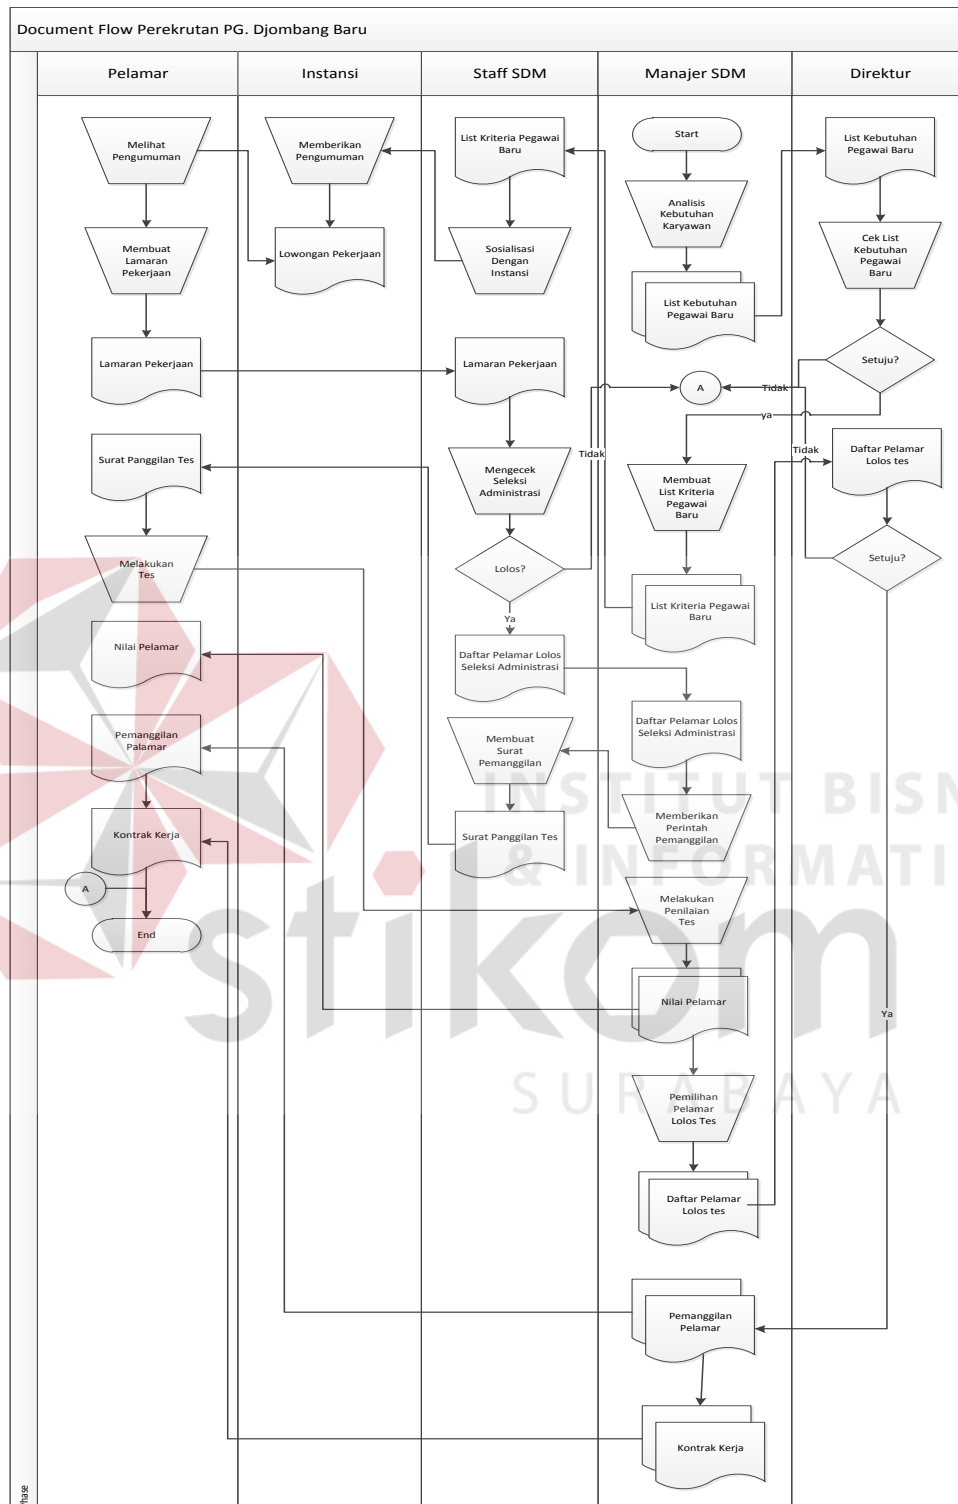 Document Flow Perekrutan PG. Djombang Baru
Pelamar
Instansi
Staff SDM
Manajer SDM
Direktur
Melihat
Pengumuman
Membuat
Lamaran
Pekerjaan
Lamaran Pekerjaan
Surat Panggilan Tes
Melakukan
Tes
Nilai Pelamar
Pemanggilan
Palamar
Kontrak Kerja
A
End
Memberikan
Pengumuman
Lowongan Pekerjaan
List Kriteria Pegawai
Baru
Sosialisasi
Dengan
Instansi
Lamaran Pekerjaan
Mengecek
Seleksi
Administrasi
Lolos?
Tidak
Ya
Daftar Pelamar Lolos
Seleksi Administrasi
Membuat
Surat
Pemanggilan
Surat Panggilan Tes
Start
Analisis
Kebutuhan
Karyawan
List Kebutuhan
Pegawai Baru
A
Tidak
ya
Membuat
List Kriteria
Pegawai
Baru
List Kriteria Pegawai
Baru
Daftar Pelamar Lolos
Seleksi Administrasi
Memberikan
Perintah
Pemanggilan
Melakukan
Penilaian
Tes
Nilai Pelamar
Pemilihan
Pelamar
Lolos Tes
Daftar Pelamar
Lolos tes
Pemanggilan
Pelamar
Kontrak Kerja
List Kebutuhan
Pegawai Baru
Cek List
Kebutuhan
Pegawai
Baru
Setuju?
Tidak
Daftar Pelamar
Lolos tes
Setuju?
Ya
INSTITUT BISN
& INFORMATI
stikom
SURABAYA